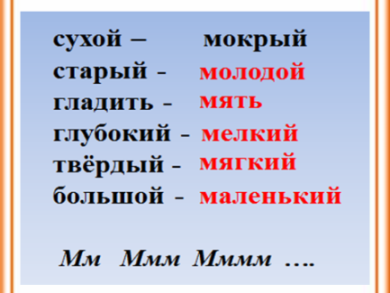 сухой – мокрый
старый - молодой
гладить - мять
глубокий - мелкий
твёрдый - мягкий
большой - маленький
Мм Ммм Мммм ….